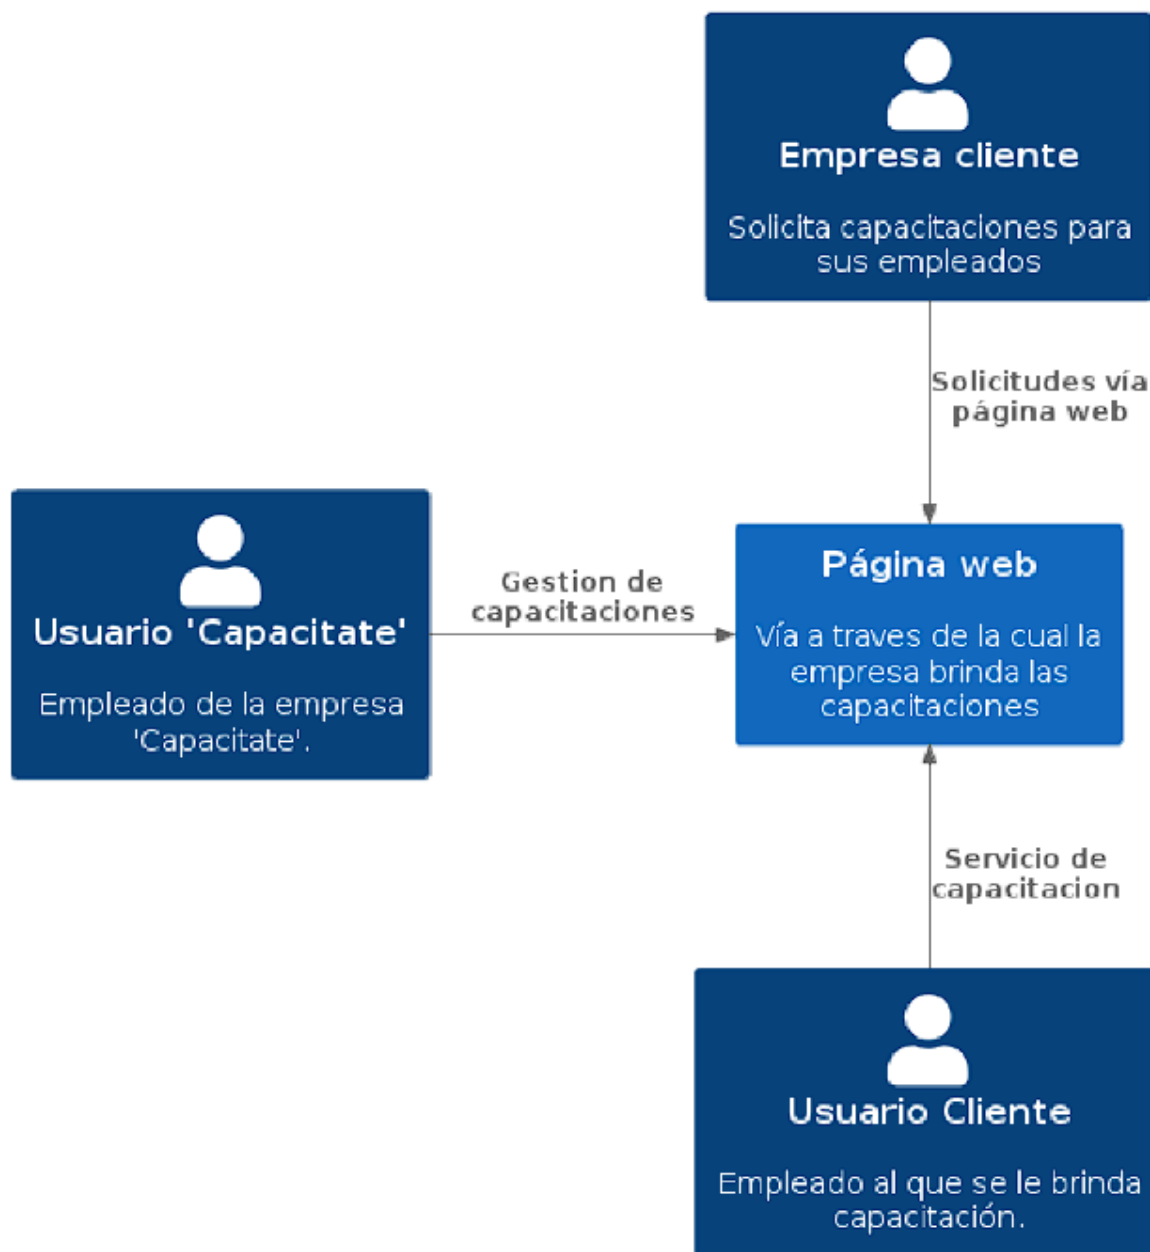 Empresa cliente
Solicita capacitaciones para
sus empleados
Solicitudes vía
página web
Usuario 'Capacitate'
Empleado de la empresa
'Capacitate'.
Gestion de
capacitaciones
Página web
Vía a traves de la cual la
empresa brinda las
capacitaciones
Servicio de
capacitacion
Usuario Cliente
Empleado al que se le brinda
capacitación.